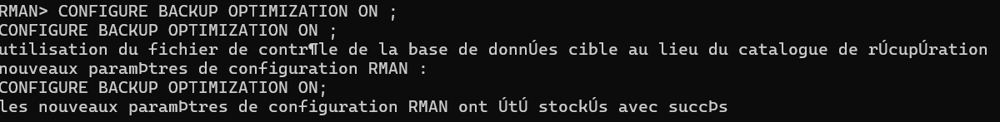 RMAN> CONFIGURE BACKUP OPTIMIZATION ON ;
CONFIGURE BACKUP OPTIMIZATION ON ;
utilisation du fichier de contr¶le de la base de donnÚes cible au lieu du catalogue de rÚcupÚration
nouveaux paramÞtres de configuration RMAN :
CONFIGURE BACKUP OPTIMIZATION ON;
les nouveaux paramÞtres de configuration RMAN ont ÚtÚ stockÚs avec succÞs